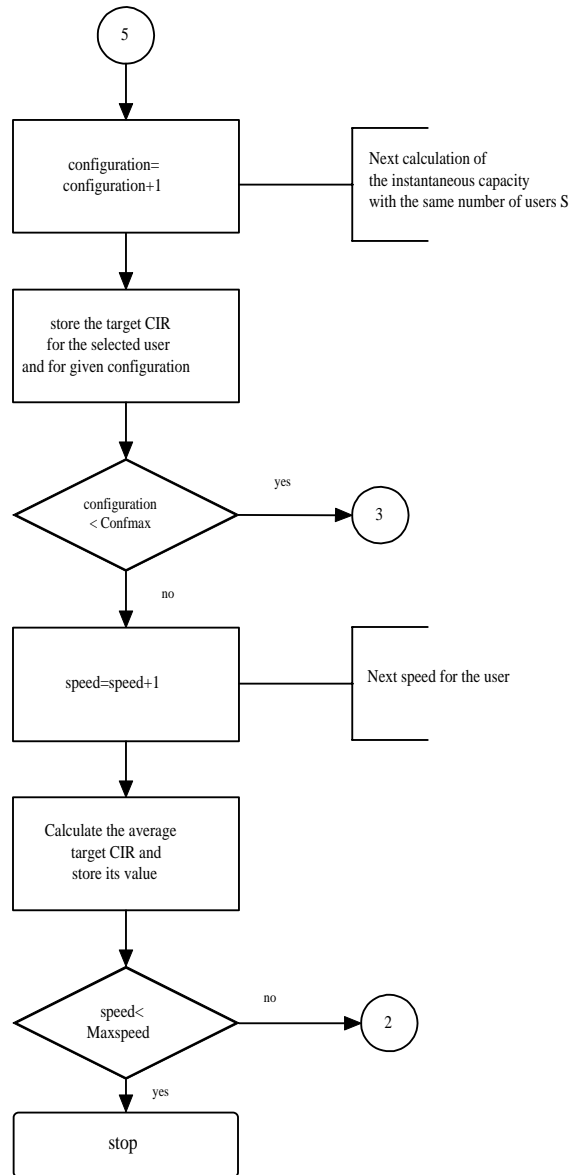 5
configuration=
configuration+1
Next calculation of
the instantaneous capacity
with the same number of users S
store the target CIR
for the selected user
and for given configuration
configuration
< Confmax
yes
3
no
speed=speed+1
Next speed for the user
Calculate the average
target CIR and
store its value
speed<
Maxspeed
no
2
yes
stop